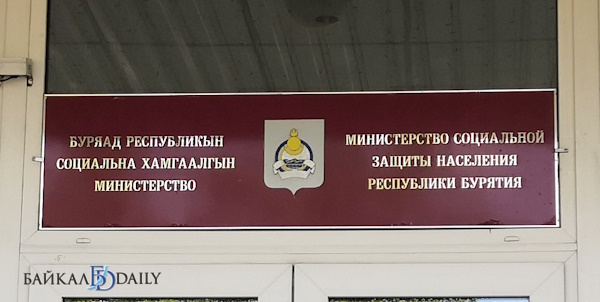 БУРЯАД РЕСПУБЛИКЫН
СОЦИАЛЬНА ХАМГААЛГЫН
МИНИСТЕРСТВО
МИНИСТЕРСТВО СОЦИАЛЬНОЙ
ЗАЩИТЫ НАСЕЛЕНИЯ
РЕСПУБЛИКИ БУРЯТИЯ
БАЙКАЛ DAILY